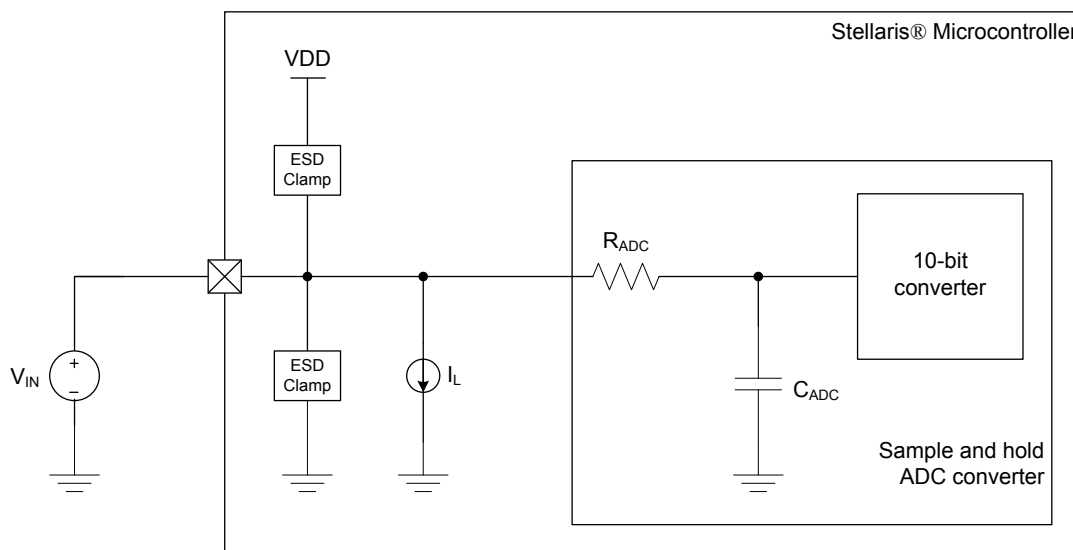 Stellaris® Microcontroller
VDD
ESD
Clamp
R_ADC
10-bit
converter
V_IN
+
−
ESD
Clamp
I_L
C_ADC
Sample and hold
ADC converter